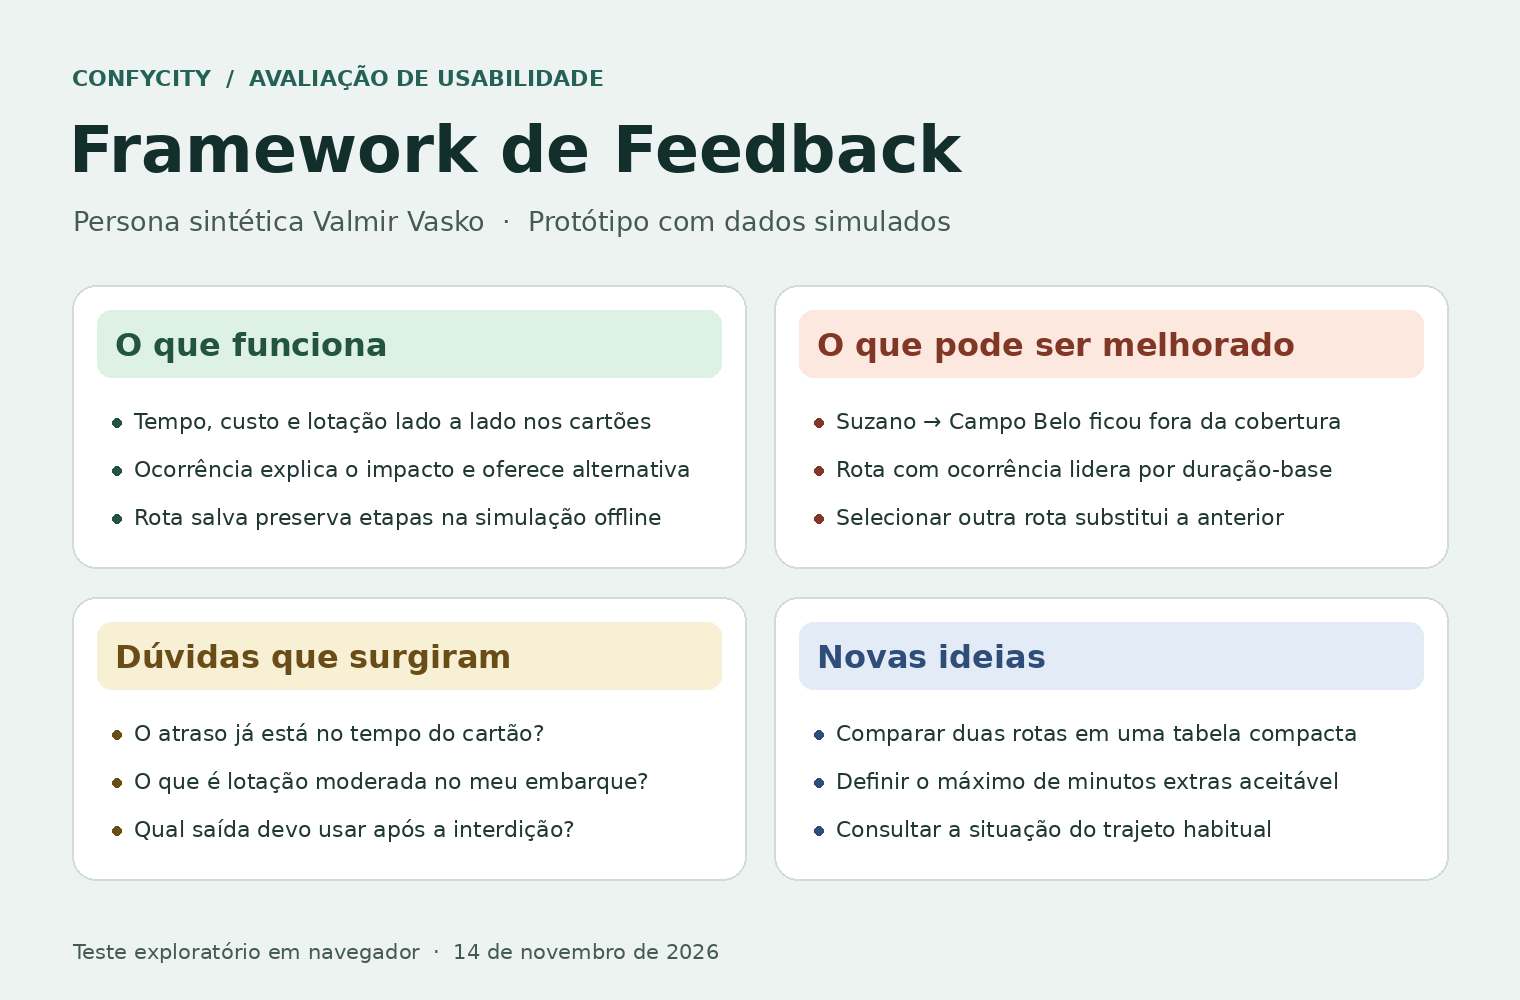 CONFYCITY / AVALIAÇÃO DE USABILIDADE
Framework de Feedback
Persona sintética Valmir Vasko · Protótipo com dados simulados
O que funciona
• Tempo, custo e lotação lado a lado nos cartões
• Ocorrência explica o impacto e oferece alternativa
• Rota salva preserva etapas na simulação offline
O que pode ser melhorado
• Suzano → Campo Belo ficou fora da cobertura
• Rota com ocorrência lidera por duração-base
• Selecionar outra rota substitui a anterior
Dúvidas que surgiram
• O atraso já está no tempo do cartão?
• O que é lotação moderada no meu embarque?
• Qual saída devo usar após a interdição?
Novas ideias
• Comparar duas rotas em uma tabela compacta
• Definir o máximo de minutos extras aceitável
• Consultar a situação do trajeto habitual
Teste exploratório em navegador · 14 de novembro de 2026